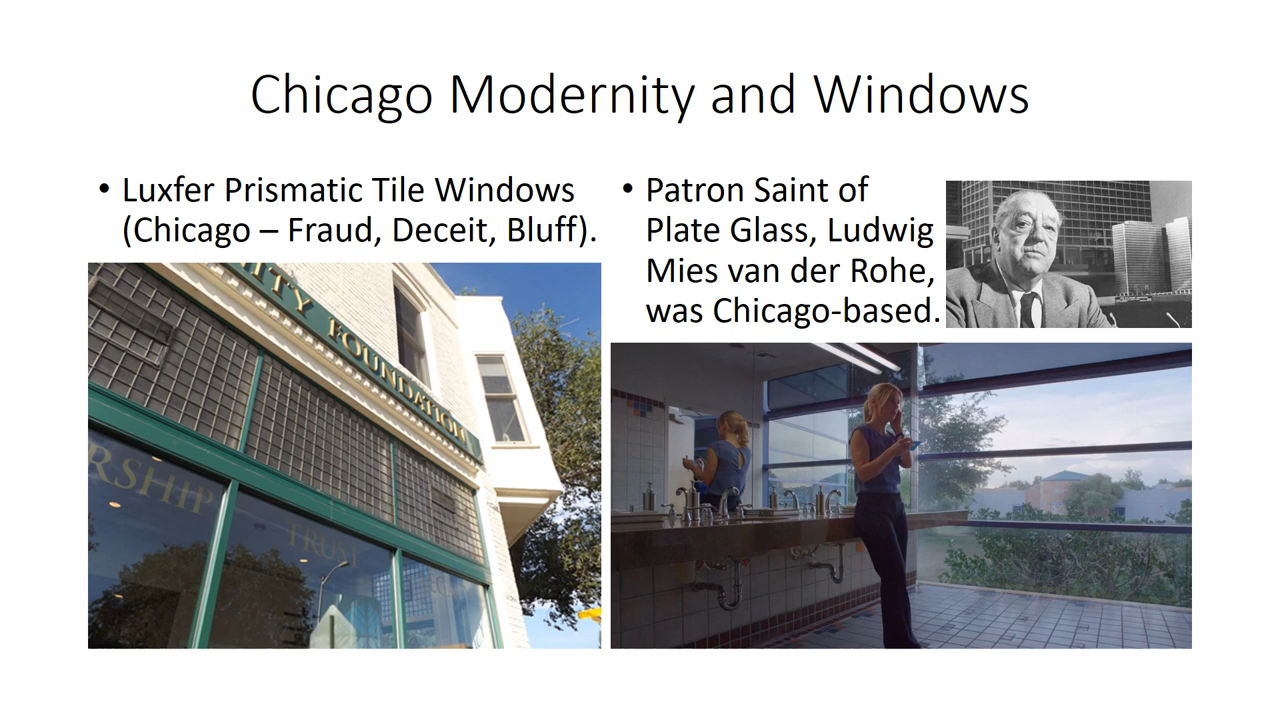 Chicago Modernity and Windows
• Luxfer Prismatic Tile Windows
(Chicago – Fraud, Deceit, Bluff).
• Patron Saint of
Plate Glass, Ludwig
Mies van der Rohe,
was Chicago-based.
NITY FOUNDATION
RSHIP
TRUST